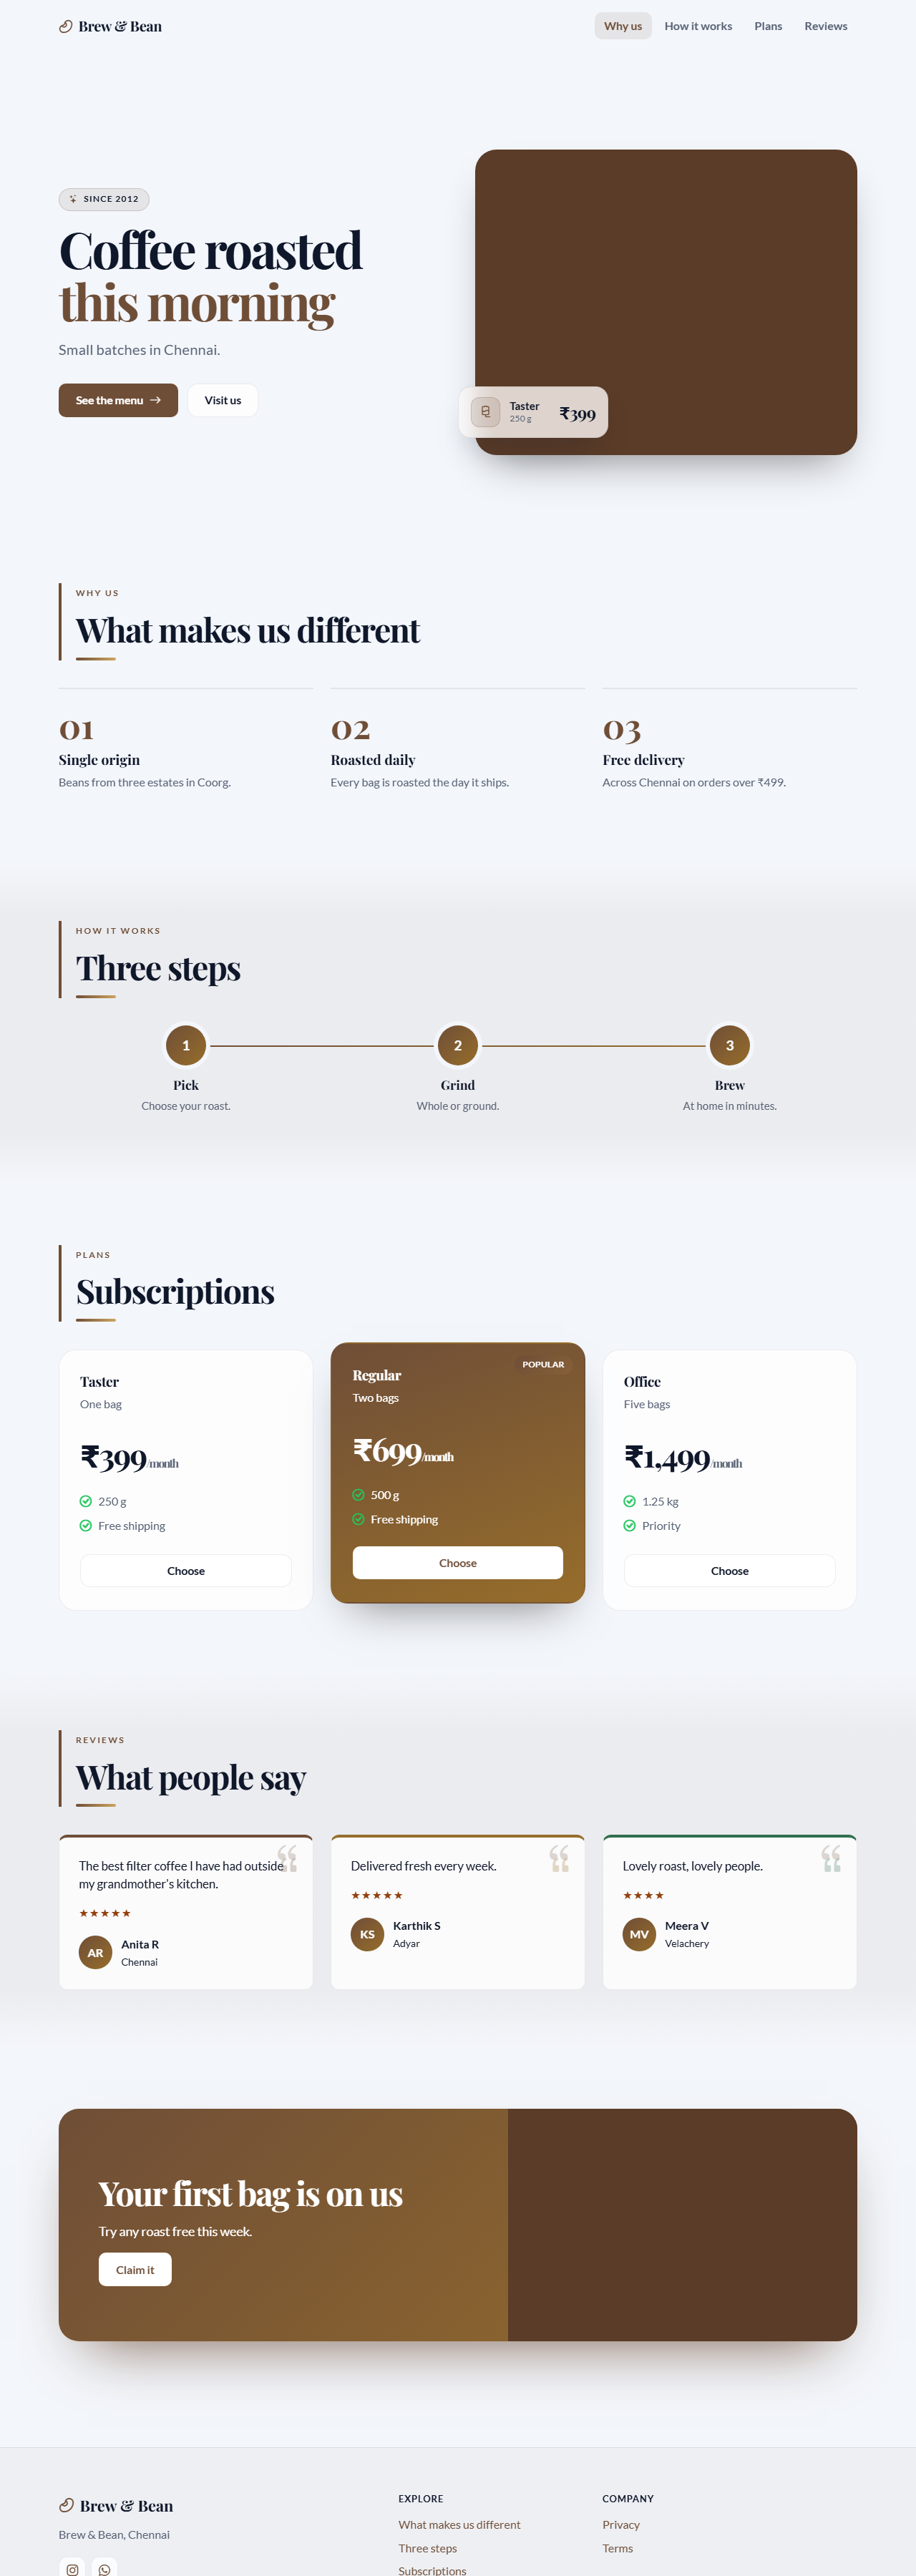 Brew & Bean
Why us
How it works
Plans
Reviews
SINCE 2012
Coffee roasted
this morning
Small batches in Chennai.
See the menu
Visit us
Taster
250 g
₹399
WHY US
What makes us different
01
Single origin
Beans from three estates in Coorg.
02
Roasted daily
Every bag is roasted the day it ships.
03
Free delivery
Across Chennai on orders over ₹499.
HOW IT WORKS
Three steps
1
Pick
Choose your roast.
2
Grind
Whole or ground.
3
Brew
At home in minutes.
PLANS
Subscriptions
Taster
One bag
₹399/month
250 g
Free shipping
Choose
POPULAR
Regular
Two bags
₹699/month
500 g
Free shipping
Choose
Office
Five bags
₹1,499/month
1.25 kg
Priority
Choose
REVIEWS
What people say
The best filter coffee I have had outside
my grandmother's kitchen.
★★★★★
AR
Anita R
Chennai
Delivered fresh every week.
★★★★★
KS
Karthik S
Adyar
Lovely roast, lovely people.
★★★★
MV
Meera V
Velachery
Your first bag is on us
Try any roast free this week.
Claim it
Brew & Bean
Brew & Bean, Chennai
EXPLORE
What makes us different
Three steps
Subscriptions
COMPANY
Privacy
Terms